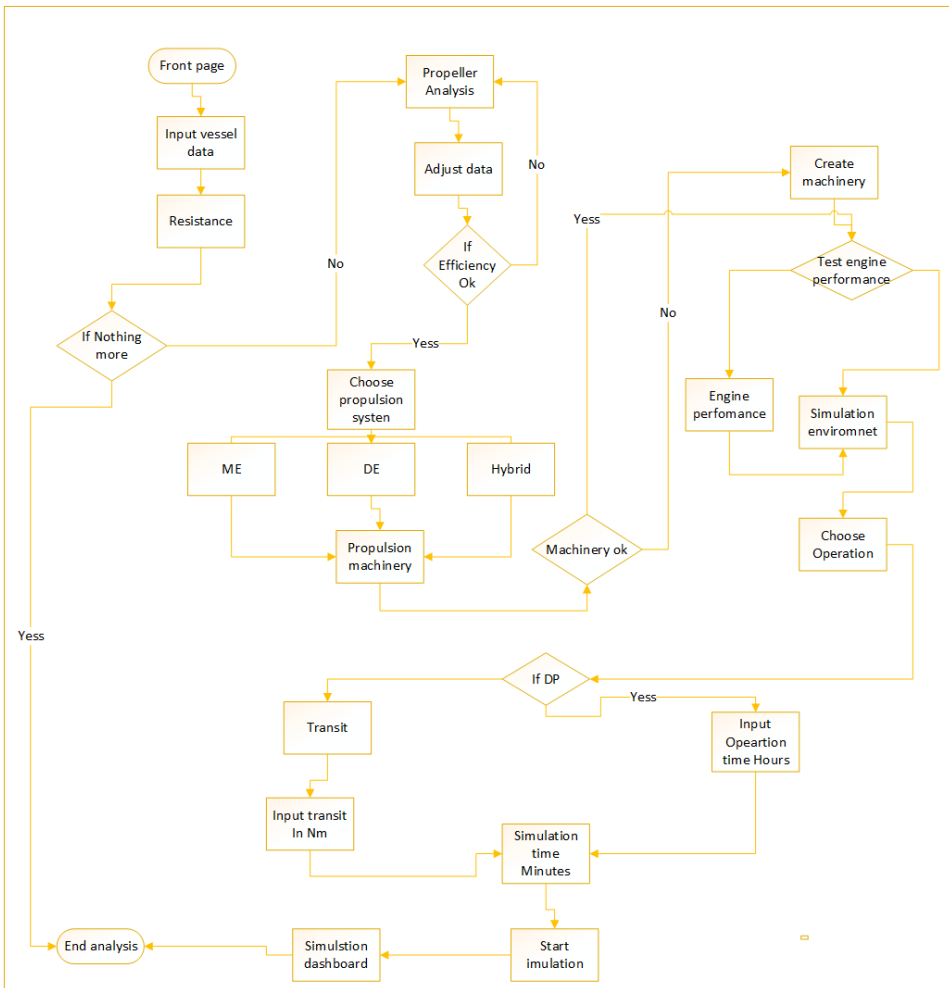 Front page
Input vessel
data
Resistance
If Nothing
more
No
Yess
Propeller
Analysis
Adjust data
No
If
Efficiency
Ok
Yess
Choose
propulsion
systen
ME
DE
Hybrid
Propulsion
machinery
Machinery ok
Yess
No
Create
machinery
Test engine
performance
Engine
perfomance
Simulation
enviromnet
Choose
Operation
If DP
Yess
Transit
Input
Opeartion
time Hours
Input transit
In Nm
Simulation
time
Minutes
Start
imulation
Simulstion
dashboard
End analysis